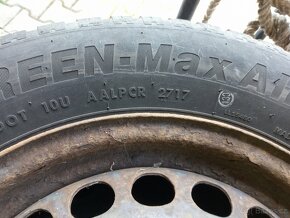 REEN-Max A
DOT 10U AALPCR 2717